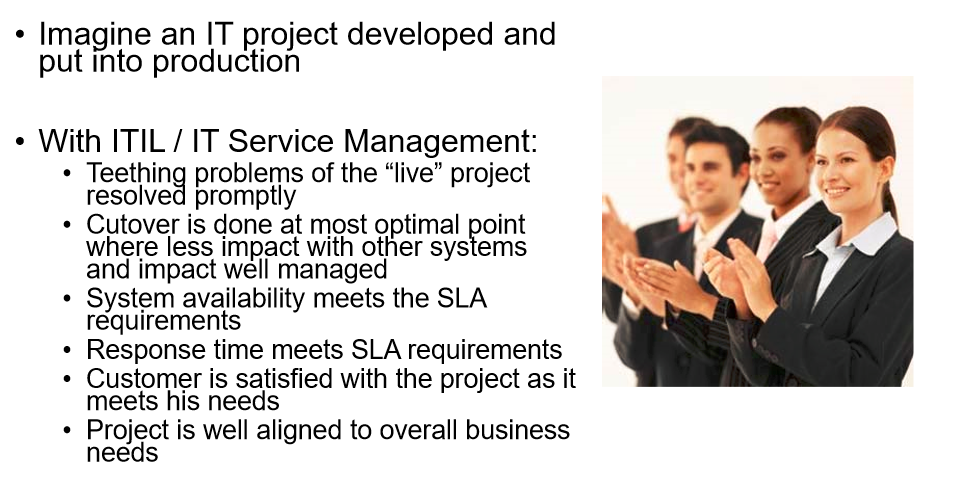 • Imagine an IT project developed and
put into production
• With ITIL / IT Service Management:
• Teething problems of the “live” project
resolved promptly
• Cutover is done at most optimal point
where less impact with other systems
and impact well managed
• System availability meets the SLA
requirements
• Response time meets SLA requirements
• Customer is satisfied with the project as it
meets his needs
• Project is well aligned to overall business
needs